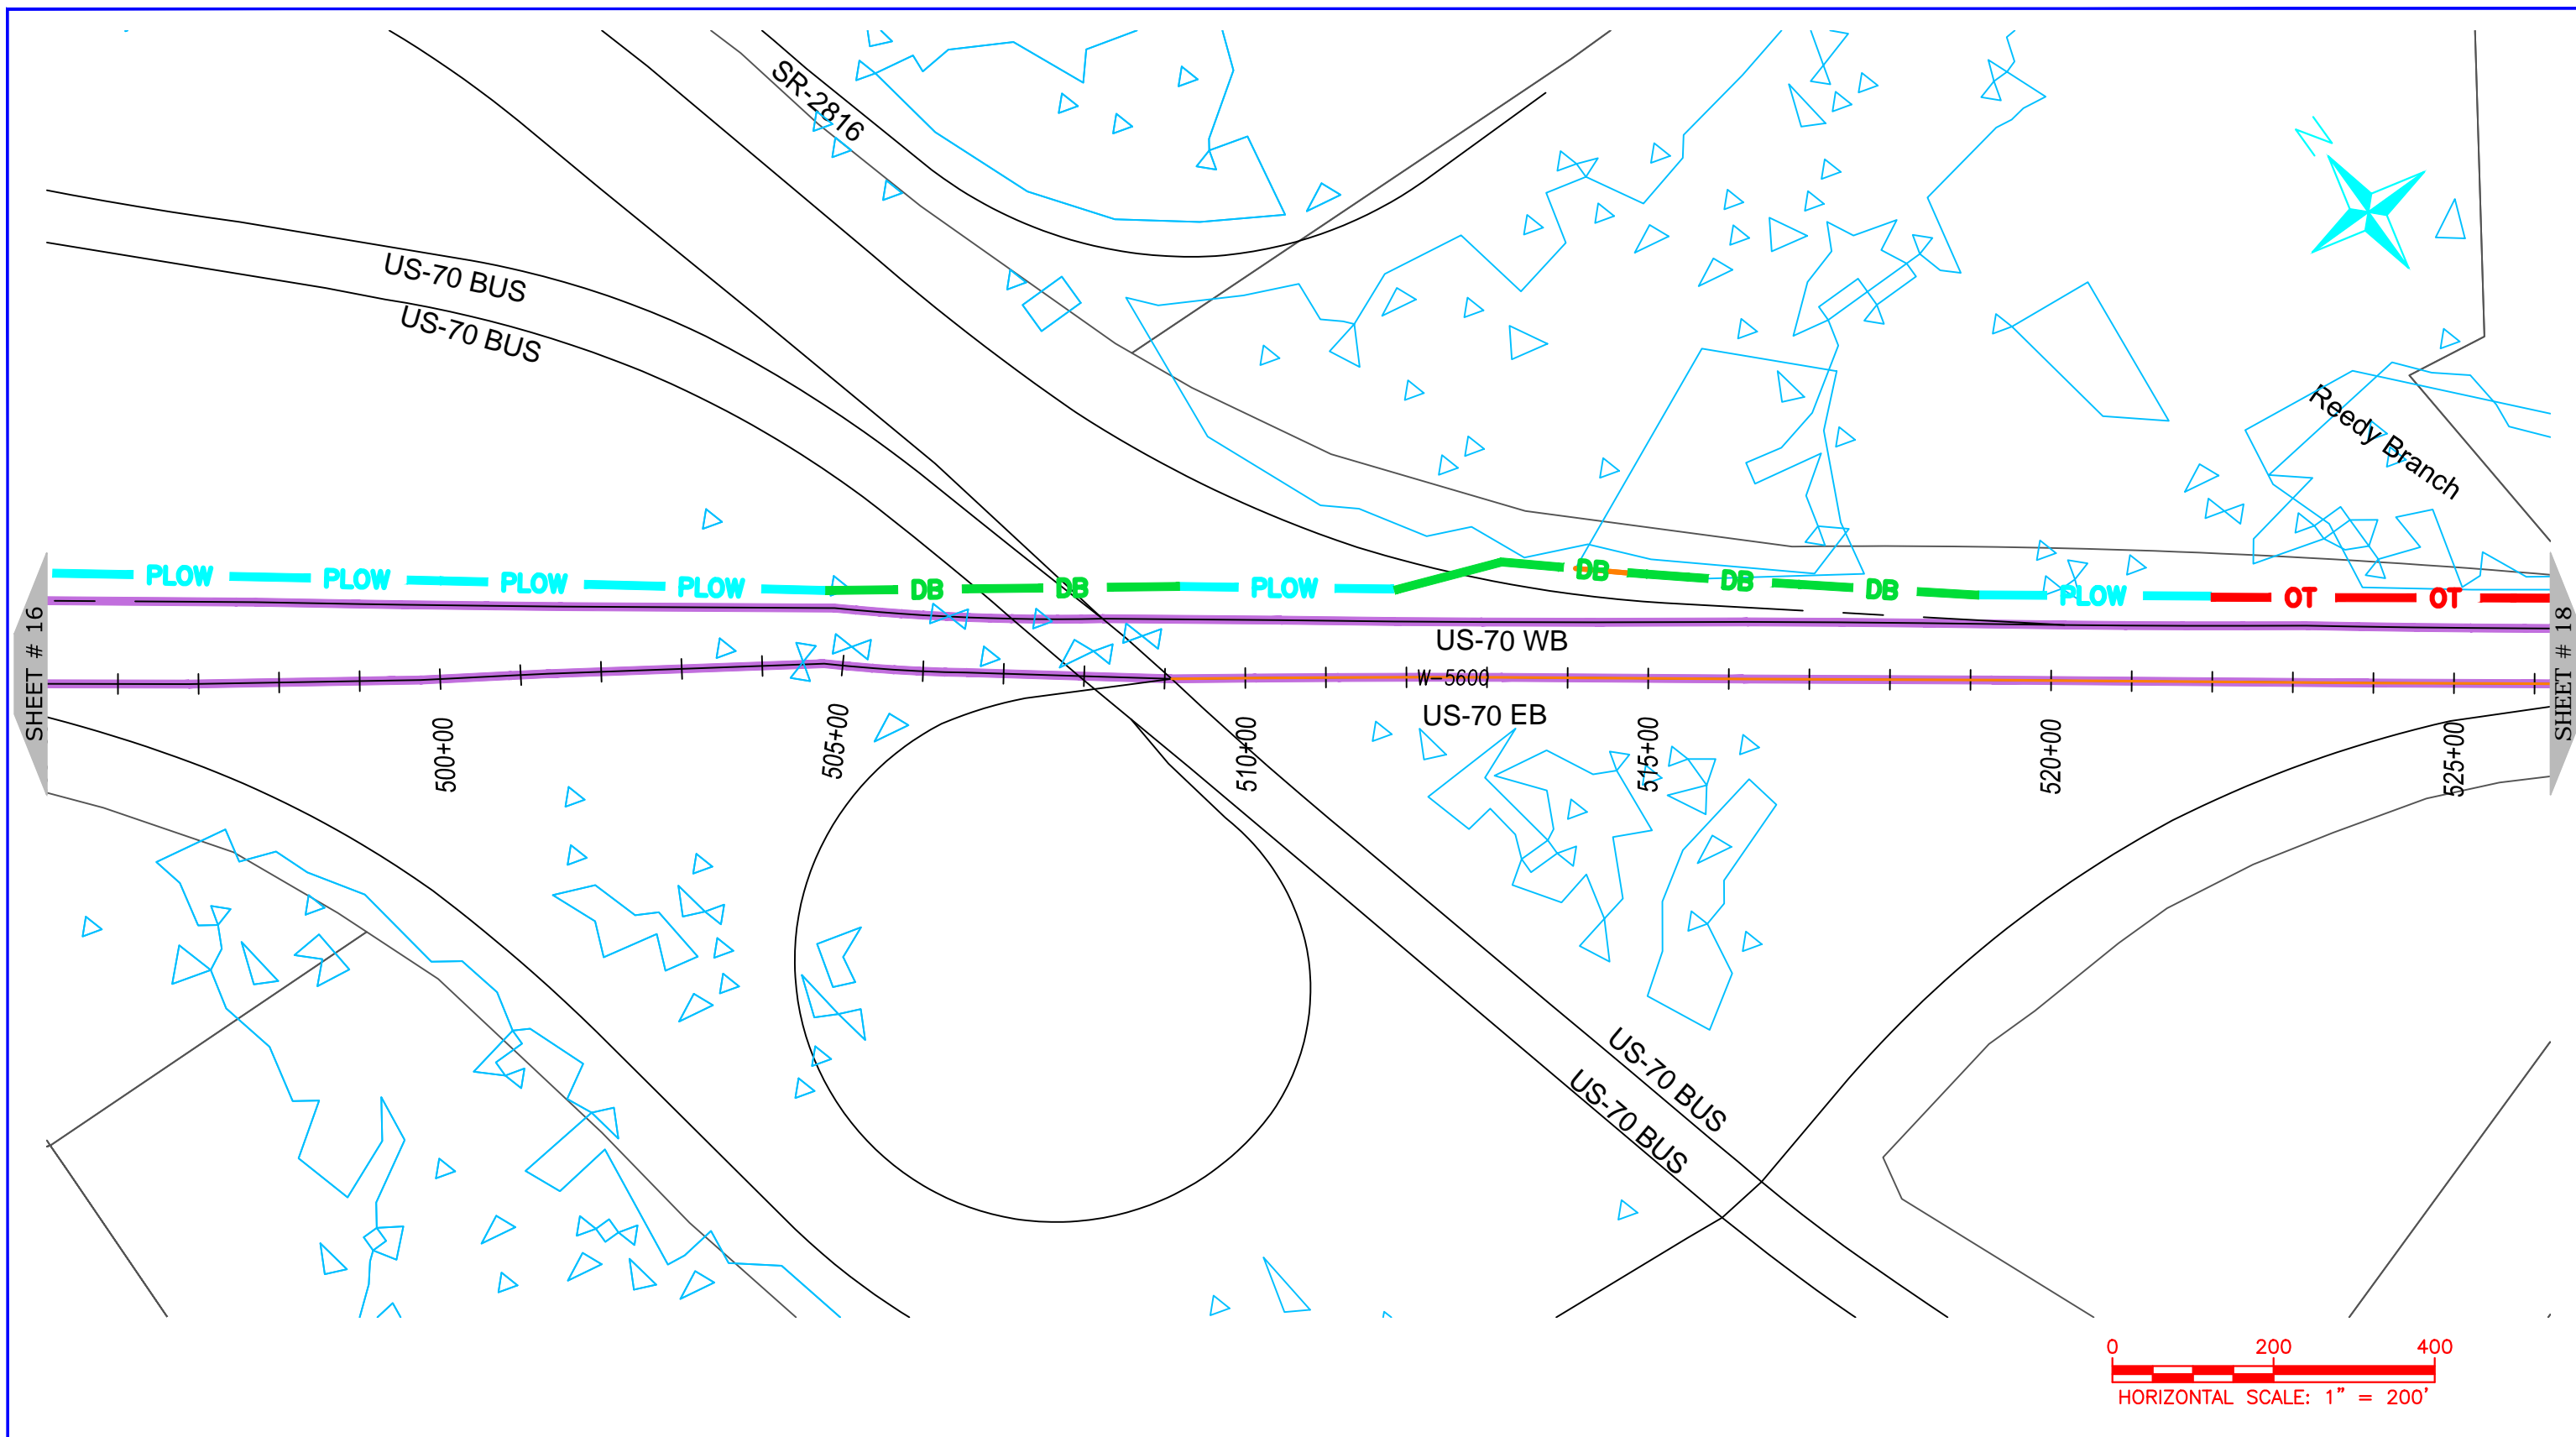 SR-2816
N
US-70 BUS
US-70 BUS
Reedy Branch
PLOW
PLOW
PLOW
PLOW
DB
DB
PLOW
DB
DB
DB
PLOW
OT
OT
SHEET # 16
SHEET # 18
US-70 WB
W-5600
US-70 EB
500+00
505+00
510+00
515+00
520+00
525+00
US-70 BUS
US-70 BUS
0 200 400
HORIZONTAL SCALE: 1" = 200'